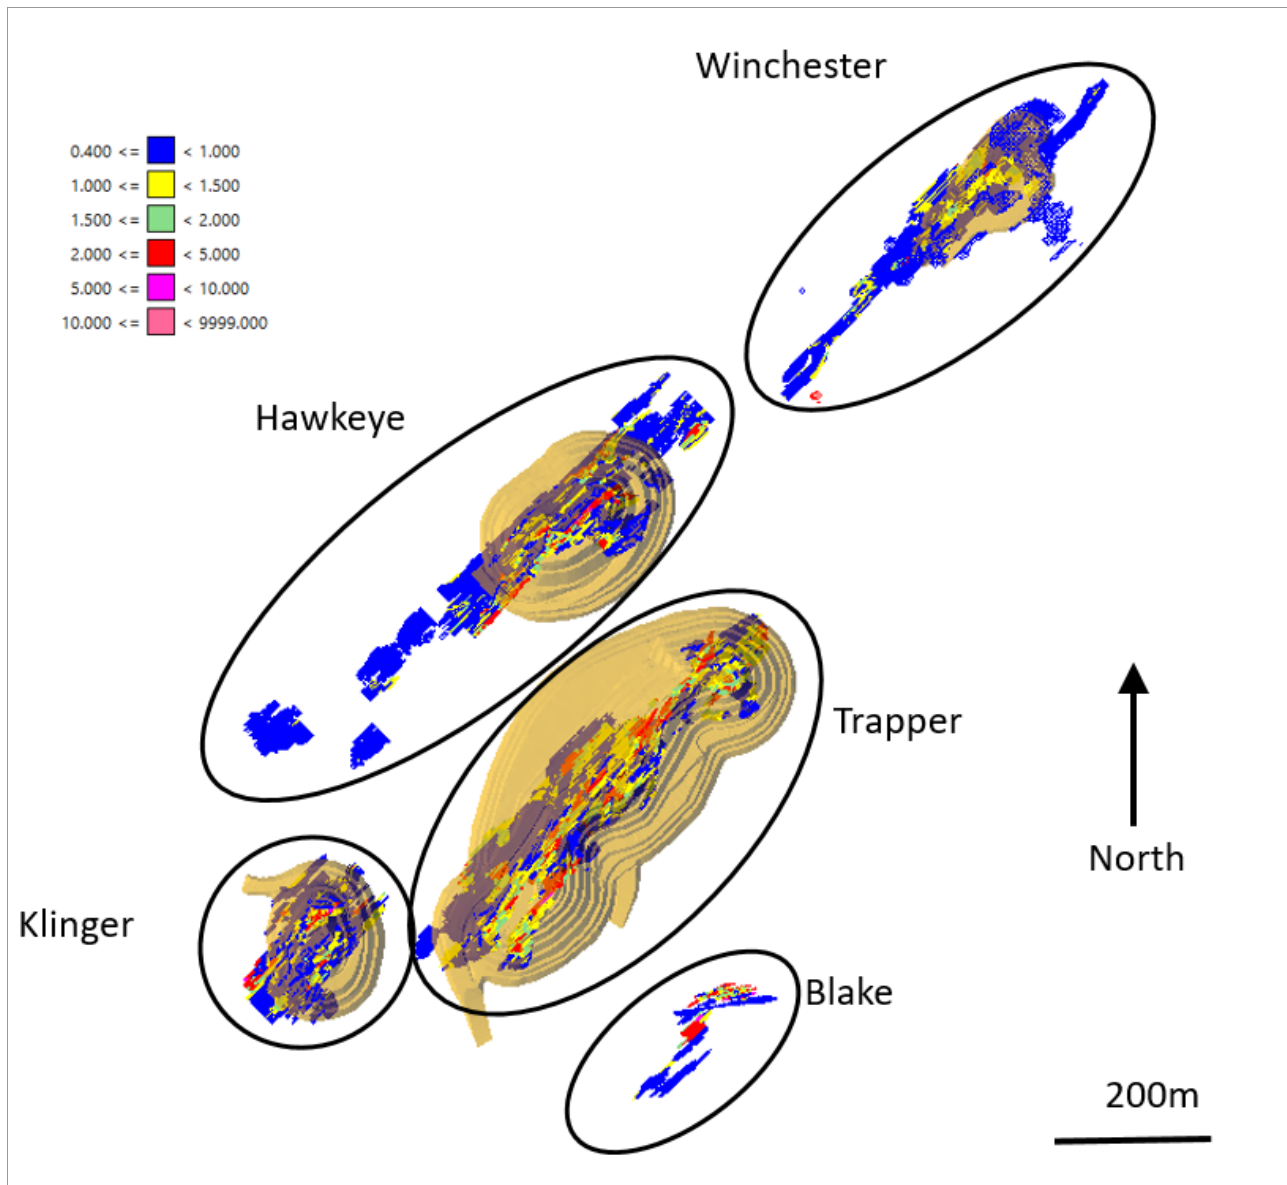 Winchester
0.400 <= < 1.000
1.000 <= < 1.500
1.500 <= < 2.000
2.000 <= < 5.000
5.000 <= < 10.000
10.000 <= < 9999.000
Hawkeye
Trapper
North
Klinger
Blake
200m